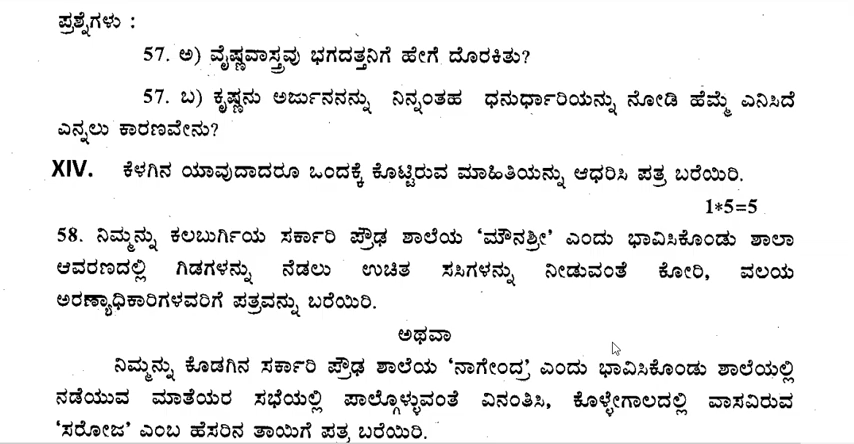 ಪ್ರಶ್ನೆಗಳು :
57. ಅ) ವೈಷ್ಣವಾಸ್ತ್ರವು ಭಗದತ್ತನಿಗೆ ಹೇಗೆ ದೊರಕಿತು?
57. ಬ) ಕೃಷ್ಣನು ಅರ್ಜುನನನ್ನು ನಿನ್ನಂತಹ ಧನುರ್ಧಾರಿಯನ್ನು ನೋಡಿ ಹೆಮ್ಮೆ ಎನಿಸಿದೆ
ಎನ್ನಲು ಕಾರಣವೇನು?
XIV. ಕೆಳಗಿನ ಯಾವುದಾದರೂ ಒಂದಕ್ಕೆ ಕೊಟ್ಟಿರುವ ಮಾಹಿತಿಯನ್ನು ಆಧರಿಸಿ ಪತ್ರ ಬರೆಯಿರಿ.
1*5=5
58. ನಿಮ್ಮನ್ನು ಕಲಬುರ್ಗಿಯ ಸರ್ಕಾರಿ ಪ್ರೌಢ ಶಾಲೆಯ 'ಮೌನಶ್ರೀ' ಎಂದು ಭಾವಿಸಿಕೊಂಡು ಶಾಲಾ
ಆವರಣದಲ್ಲಿ ಗಿಡಗಳನ್ನು ನೆಡಲು ಉಚಿತ ಸಸಿಗಳನ್ನು ನೀಡುವಂತೆ ಕೋರಿ, ವಲಯ
ಅರಣ್ಯಾಧಿಕಾರಿಗಳವರಿಗೆ ಪತ್ರವನ್ನು ಬರೆಯಿರಿ.
ಅಥವಾ
ನಿಮ್ಮನ್ನು ಕೊಡಗಿನ ಸರ್ಕಾರಿ ಪ್ರೌಢ ಶಾಲೆಯ 'ನಾಗೇಂದ್ರ' ಎಂದು ಭಾವಿಸಿಕೊಂಡು ಶಾಲೆಯಲ್ಲಿ
ನಡೆಯುವ ಮಾತೆಯರ ಸಭೆಯಲ್ಲಿ ಪಾಲ್ಗೊಳ್ಳುವಂತೆ ವಿನಂತಿಸಿ, ಕೊಳ್ಳೇಗಾಲದಲ್ಲಿ ವಾಸವಿರುವ
'ಸರೋಜ' ಎಂಬ ಹೆಸರಿನ ತಾಯಿಗೆ ಪತ್ರ ಬರೆಯಿರಿ.